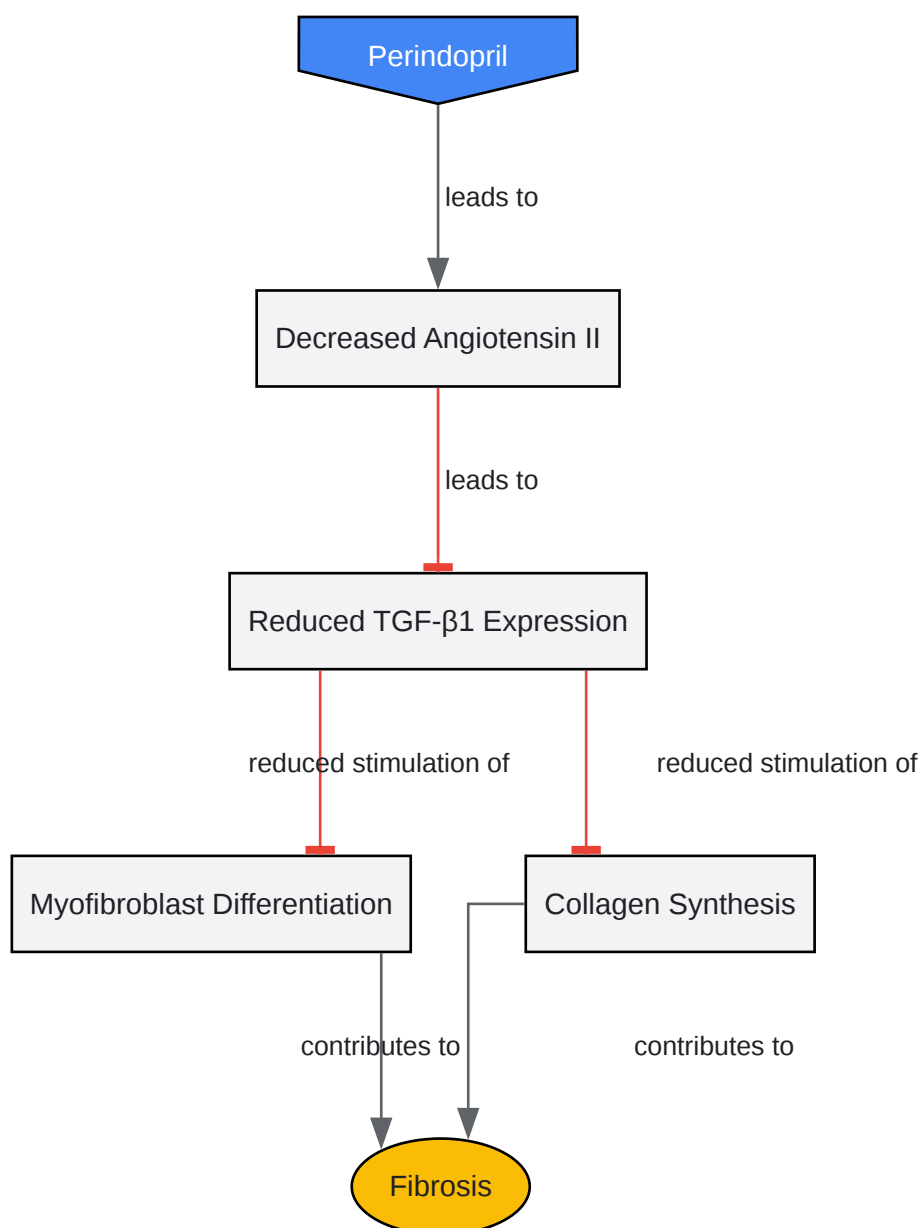 Perindopril
leads to
Decreased Angiotensin II
leads to
Reduced TGF-β1 Expression
reduced stimulation of
reduced stimulation of
Myofibroblast Differentiation
Collagen Synthesis
contributes to
contributes to
Fibrosis